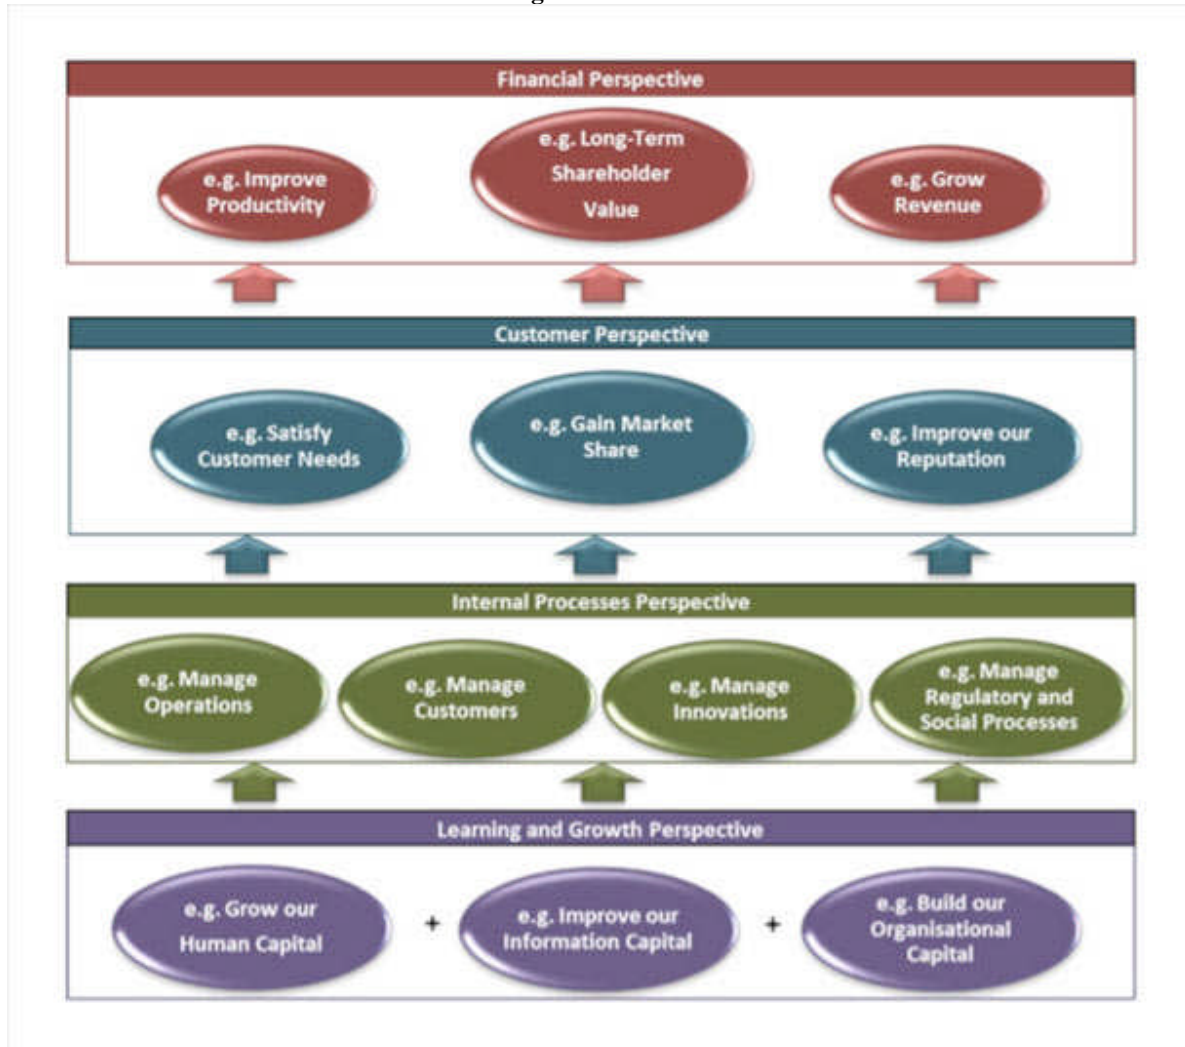 Financial Perspective
e.g. Improve
Productivity
e.g. Long-Term
Shareholder
Value
e.g. Grow
Revenue
Customer Perspective
e.g. Satisfy
Customer Needs
e.g. Gain Market
Share
e.g. Improve our
Reputation
Internal Processes Perspective
e.g. Manage
Operations
e.g. Manage
Customers
e.g. Manage
Innovations
e.g. Manage
Regulatory and
Social Processes
Learning and Growth Perspective
e.g. Grow our
Human Capital
+
e.g. Improve our
Information Capital
+
e.g. Build our
Organisational
Capital